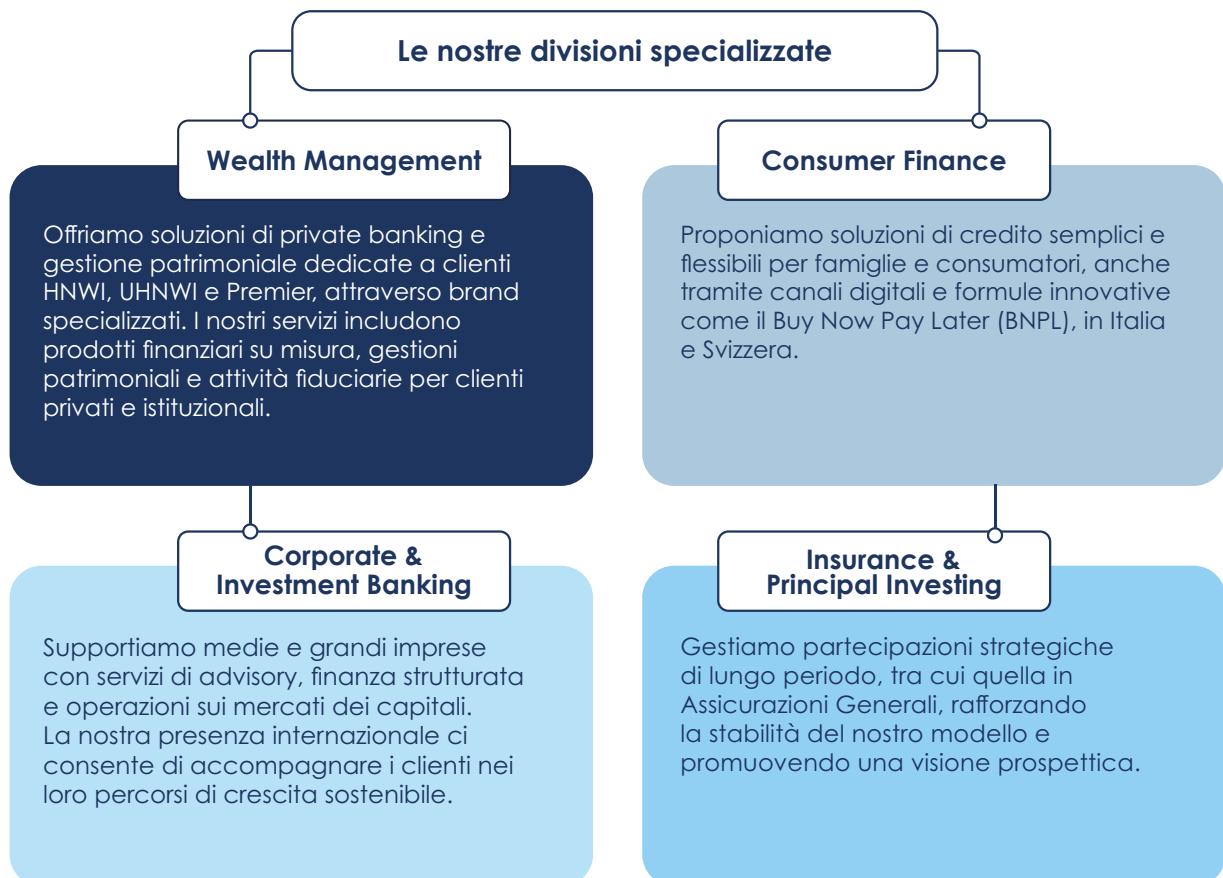 Le nostre divisioni specializzate
Wealth Management
Offriamo soluzioni di private banking e
gestione patrimoniale dedicate a clienti
HNWI, UHNWI e Premier, attraverso brand
specializzati. I nostri servizi includono
prodotti finanziari su misura, gestioni
patrimoniali e attività fiduciarie per clienti
privati e istituzionali.
Consumer Finance
Proponiamo soluzioni di credito semplici e
flessibili per famiglie e consumatori, anche
tramite canali digitali e formule innovative
come il Buy Now Pay Later (BNPL), in Italia
e Svizzera.
Corporate &
Investment Banking
Supportiamo medie e grandi imprese
con servizi di advisory, finanza strutturata
e operazioni sui mercati dei capitali.
La nostra presenza internazionale ci
consente di accompagnare i clienti nei
loro percorsi di crescita sostenibile.
Insurance &
Principal Investing
Gestiamo partecipazioni strategiche
di lungo periodo, tra cui quella in
Assicurazioni Generali, rafforzando
la stabilità del nostro modello e
promuovendo una visione prospettica.